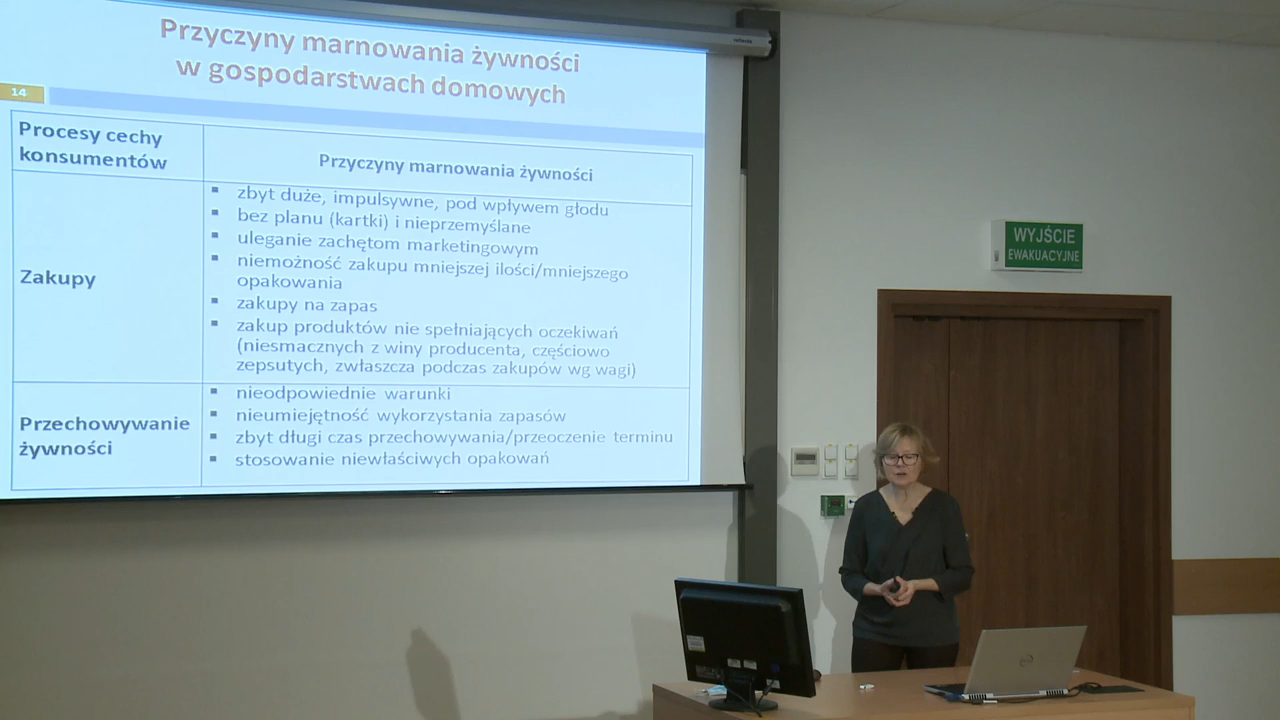 Przyczyny marnowania żywności
w gospodarstwach domowych
14
Procesy cechy
konsumentów
Przyczyny marnowania żywności
Zakupy
▪ zbyt duże, impulsywne, pod wpływem głodu
▪ bez planu (kartki) i nieprzemyślane
▪ uleganie zachętom marketingowym
▪ niemożność zakupu mniejszej ilości/mniejszego
opakowania
▪ zakupy na zapas
▪ zakup produktów nie spełniających oczekiwań
(niesmacznych z winy producenta, częściowo
zepsutych, zwłaszcza podczas zakupów wg wagi)
Przechowywanie
żywności
▪ nieodpowiednie warunki
▪ nieumiejętność wykorzystania zapasów
▪ zbyt długi czas przechowywania/przeoczenie terminu
▪ stosowanie niewłaściwych opakowań
WYJŚCIE
EWAKUACYJNE